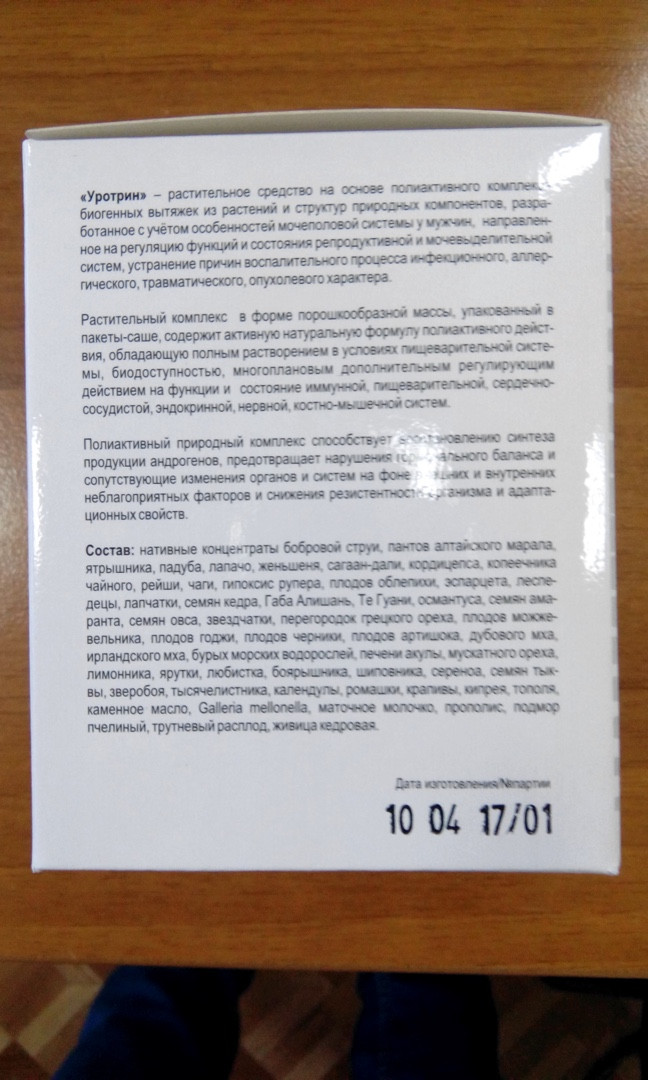 «Уротрин» – растительное средство на основе полиактивного комплекса
биогенных вытяжек из растений и структур природных компонентов, разра-
ботанное с учётом особенностей мочеполовой системы у мужчин, направлен-
ное на регуляцию функций и состояния репродуктивной и мочевыделительной
систем, устранение причин воспалительного процесса инфекционного, аллер-
гического, травматического, опухолевого характера.
Растительный комплекс в форме порошкообразной массы, упакованный в
пакеты-саше, содержит активную натуральную формулу полиактивного дейст-
вия, обладающую полным растворением в условиях пищеварительной систе-
мы, биодоступностью, многоплановым дополнительным регулирующим
действием на функции и состояние иммунной, пищеварительной, сердечно-
сосудистой, эндокринной, нервной, костно-мышечной систем.
Полиактивный природный комплекс способствует восстановлению синтеза
продукции андрогенов, предотвращает нарушения гормонального баланса и
сопутствующие изменения органов и систем на фоне внешних и внутренних
неблагоприятных факторов и снижения резистентности организма и адапта-
ционных свойств.
Состав: нативные концентраты бобровой струи, пантов алтайского марала,
ятрышника, падуба, лапачо, женьшеня, сагаан-дали, кордицепса, копеечника
чайного, рейши, чаги, гипоксис рупера, плодов облепихи, эспарцета, леспе-
децы, лапчатки, семян кедра, Габа Алишань, Те Гуани, османтуса, семян ама-
ранта, семян овса, звездчатки, перегородок грецкого ореха, плодов можже-
вельника, плодов годжи, плодов черники, плодов артишока, дубового мха,
ирландского мха, бурых морских водорослей, печени акулы, мускатного ореха,
лимонника, ярутки, любистка, боярышника, шиповника, сереноа, семян тык-
вы, зверобоя, тысячелистника, календулы, ромашки, крапивы, кипрея, тополя,
каменное масло, Galleria mellonella, маточное молочко, прополис, подмор
пчелиный, трутневый расплод, живица кедровая.
Дата изготовления/№партии
10 04 17/01